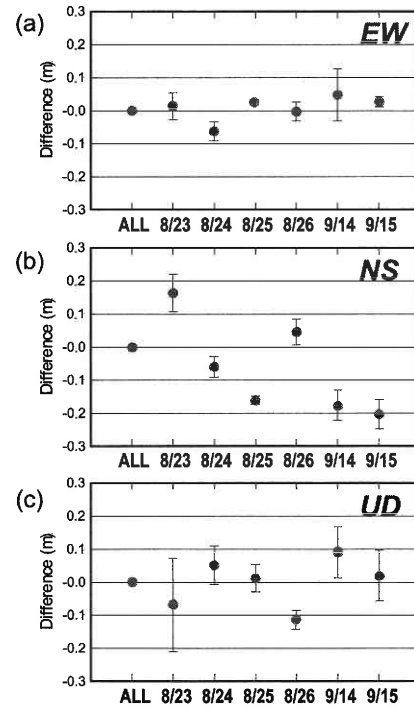 (a)
EW
Difference (m)
0.3
0.2
0.1
-0.0
-0.1
-0.2
-0.3
ALL 8/23 8/24 8/25 8/26 9/14 9/15
(b)
NS
Difference (m)
0.3
0.2
0.1
-0.0
-0.1
-0.2
-0.3
ALL 8/23 8/24 8/25 8/26 9/14 9/15
(c)
UD
Difference (m)
0.3
0.2
0.1
-0.0
-0.1
-0.2
-0.3
ALL 8/23 8/24 8/25 8/26 9/14 9/15